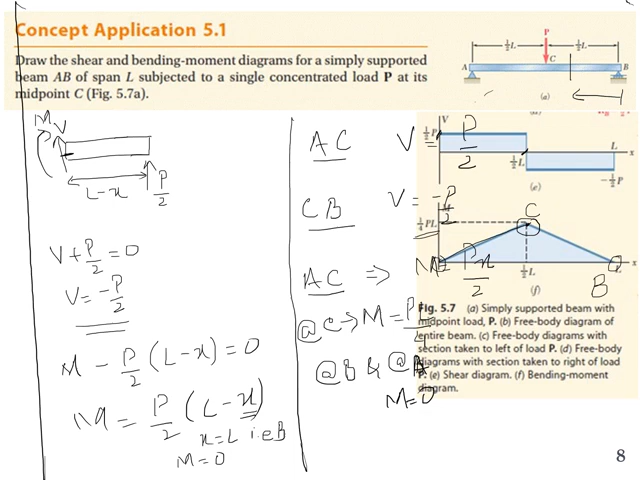 Concept Application 5.1
Draw the shear and bending-moment diagrams for a simply supported
beam AB of span L subjected to a single concentrated load P at its
midpoint C (Fig. 5.7a).
P
½L ½L
A C B
(a)
M V
L-x
P/2
V + P/2 = 0
V = -P/2
M - P/2 (L-x) = 0
M = P/2 (L-x)
x = L i.e B
M = 0
AC V = P/2
CB V = -P/2
AC => M = Px/2
@C -> M = PL
@B & @A
M = 0
V
½P
½L
L
x
-½P
(e)
M
¼PL
C
B
½L
x
(f)
Fig. 5.7 (a) Simply supported beam with
midpoint load, P. (b) Free-body diagram of
entire beam. (c) Free-body diagrams with
section taken to left of load P. (d) Free-body
diagrams with section taken to right of load
P. (e) Shear diagram. (f) Bending-moment
diagram.
8